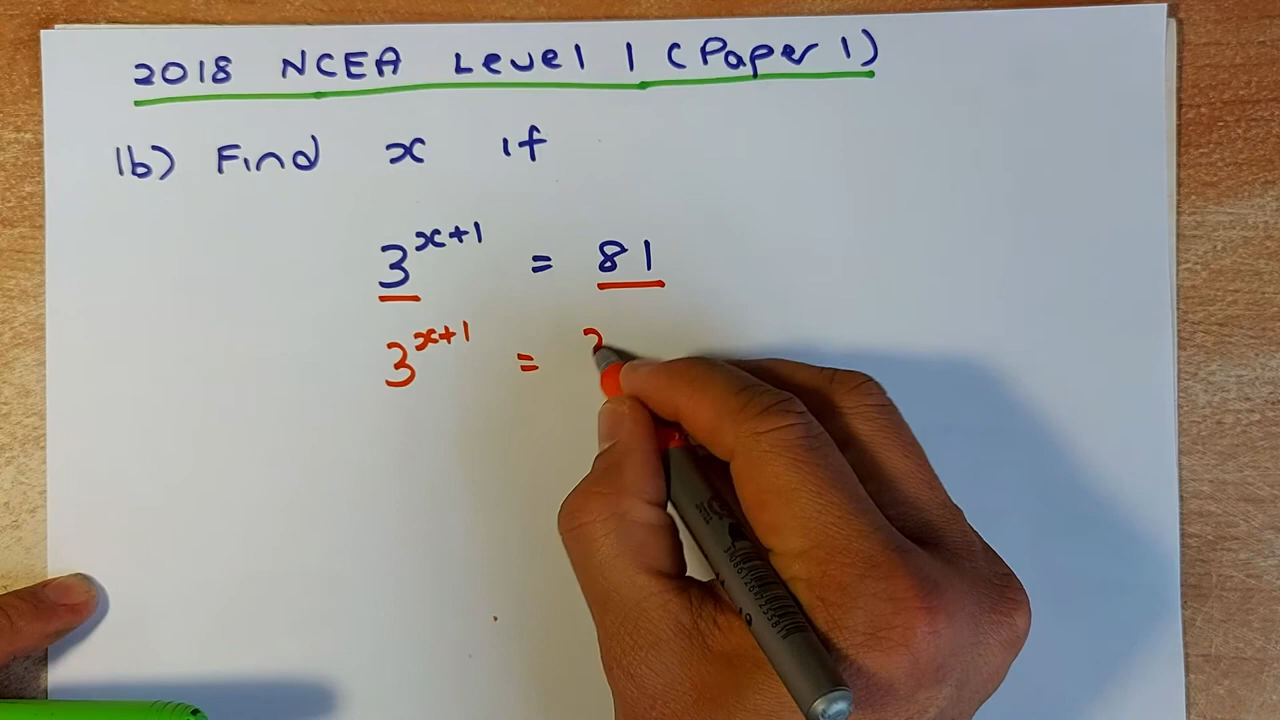 2018 NCEA Level 1 (Paper 1)
1b) Find x if
3^x+1 = 81
3^x+1 =